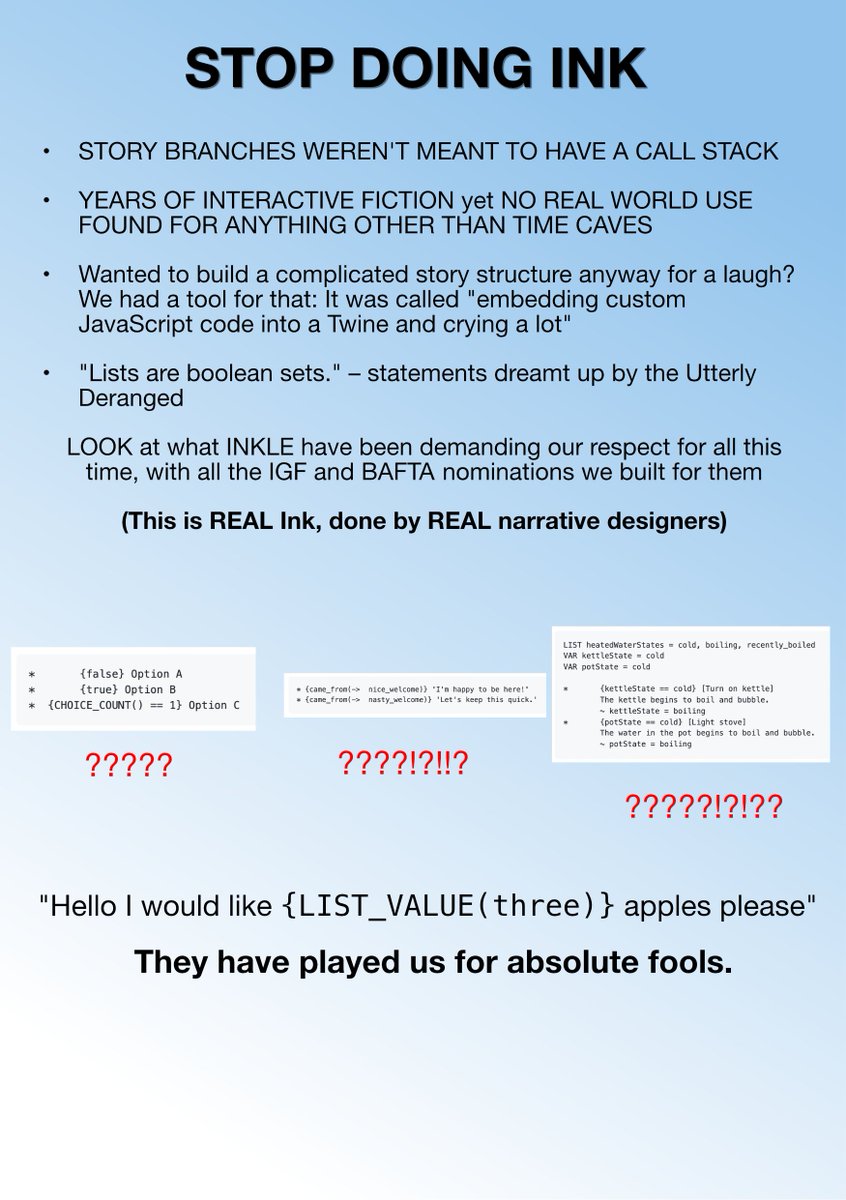 STOP DOING INK
• STORY BRANCHES WEREN'T MEANT TO HAVE A CALL STACK
• YEARS OF INTERACTIVE FICTION yet NO REAL WORLD USE
FOUND FOR ANYTHING OTHER THAN TIME CAVES
• Wanted to build a complicated story structure anyway for a laugh?
We had a tool for that: It was called "embedding custom
JavaScript code into a Twine and crying a lot"
• "Lists are boolean sets." – statements dreamt up by the Utterly
Deranged
LOOK at what INKLE have been demanding our respect for all this
time, with all the IGF and BAFTA nominations we built for them
(This is REAL Ink, done by REAL narrative designers)
* {false} Option A
* {true} Option B
* {CHOICE_COUNT() == 1} Option C
?????
* {came_from(-> nice_welcome)} 'I'm happy to be here!'
* {came_from(-> nasty_welcome)} 'Let's keep this quick.'
????!?!!?
LIST heatedWaterStates = cold, boiling, recently_boiled
VAR kettleState = cold
VAR potState = cold
* {kettleState == cold} [Turn on kettle]
The kettle begins to boil and bubble.
~ kettleState = boiling
* {potState == cold} [Light stove]
The water in the pot begins to boil and bubble.
~ potState = boiling
?????!?!??
"Hello I would like {LIST_VALUE(three)} apples please"
They have played us for absolute fools.